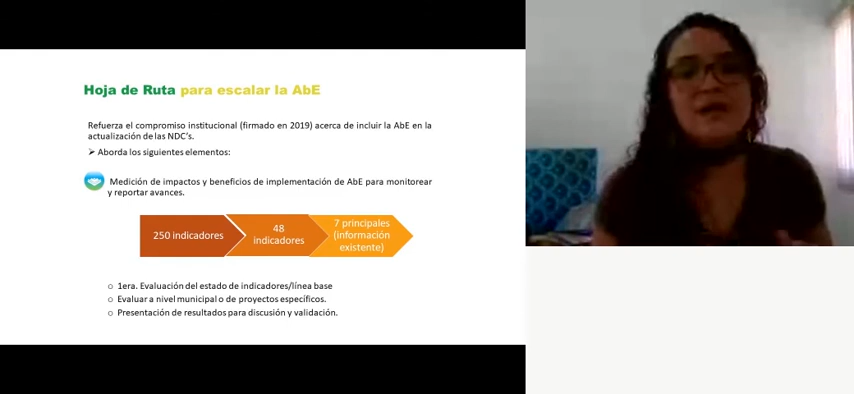 Hoja de Ruta para escalar la AbE
Refuerza el compromiso institucional (firmado en 2019) acerca de incluir la AbE en la
actualización de las NDC's.
➢ Aborda los siguientes elementos:
Medición de impactos y beneficios de implementación de AbE para monitorear
y reportar avances.
250 indicadores
48
indicadores
7 principales
(información
existente)
o 1era. Evaluación del estado de indicadores/línea base
o Evaluar a nivel municipal o de proyectos específicos.
o Presentación de resultados para discusión y validación.